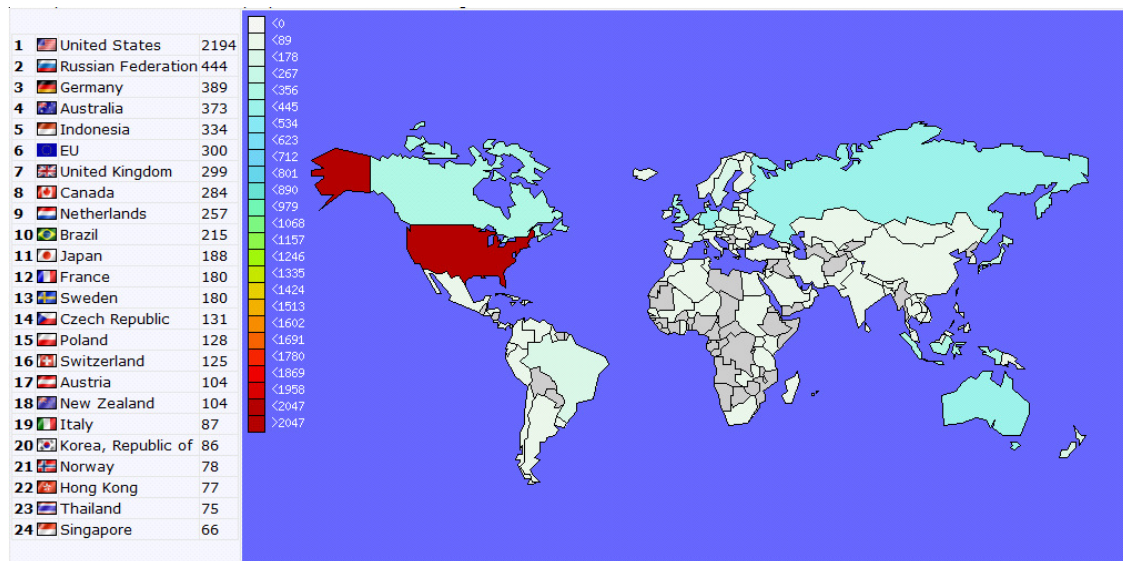 1 United States 2194
2 Russian Federation 444
3 Germany 389
4 Australia 373
5 Indonesia 334
6 EU 300
7 United Kingdom 299
8 Canada 284
9 Netherlands 257
10 Brazil 215
11 Japan 188
12 France 180
13 Sweden 180
14 Czech Republic 131
15 Poland 128
16 Switzerland 125
17 Austria 104
18 New Zealand 104
19 Italy 87
20 Korea, Republic of 86
21 Norway 78
22 Hong Kong 77
23 Thailand 75
24 Singapore 66
<0
<89
<178
<267
<356
<445
<534
<623
<712
<801
<890
<979
<1068
<1157
<1246
<1335
<1424
<1513
<1602
<1691
<1780
<1869
<1958
<2047
>2047